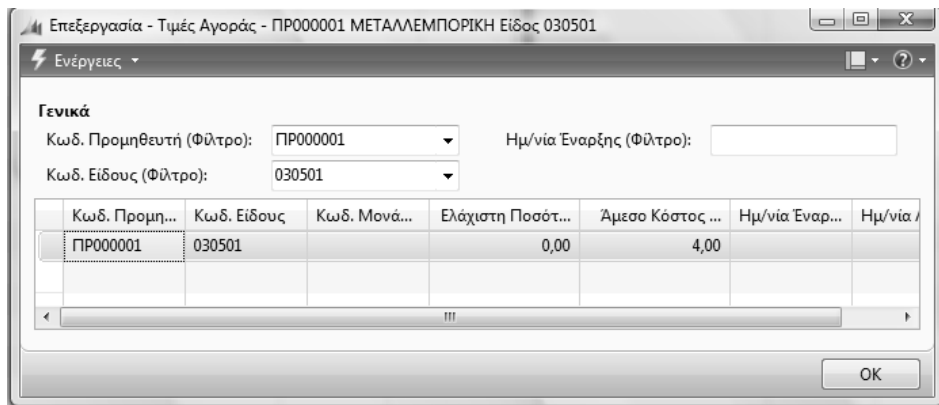 Επεξεργασία - Τιμές Αγοράς - ΠΡ000001 ΜΕΤΑΛΛΕΜΠΟΡΙΚΗ Είδος 030501
Ενέργειες
Γενικά
Κωδ. Προμηθευτή (Φίλτρο): ΠΡ000001 Ημ/νία Έναρξης (Φίλτρο):
Κωδ. Είδους (Φίλτρο): 030501
Κωδ. Προμη... Κωδ. Είδους Κωδ. Μονά... Ελάχιστη Ποσότ... Άμεσο Κόστος ... Ημ/νία Έναρ... Ημ/νία Λ
ΠΡ000001 030501 0,00 4,00
OK